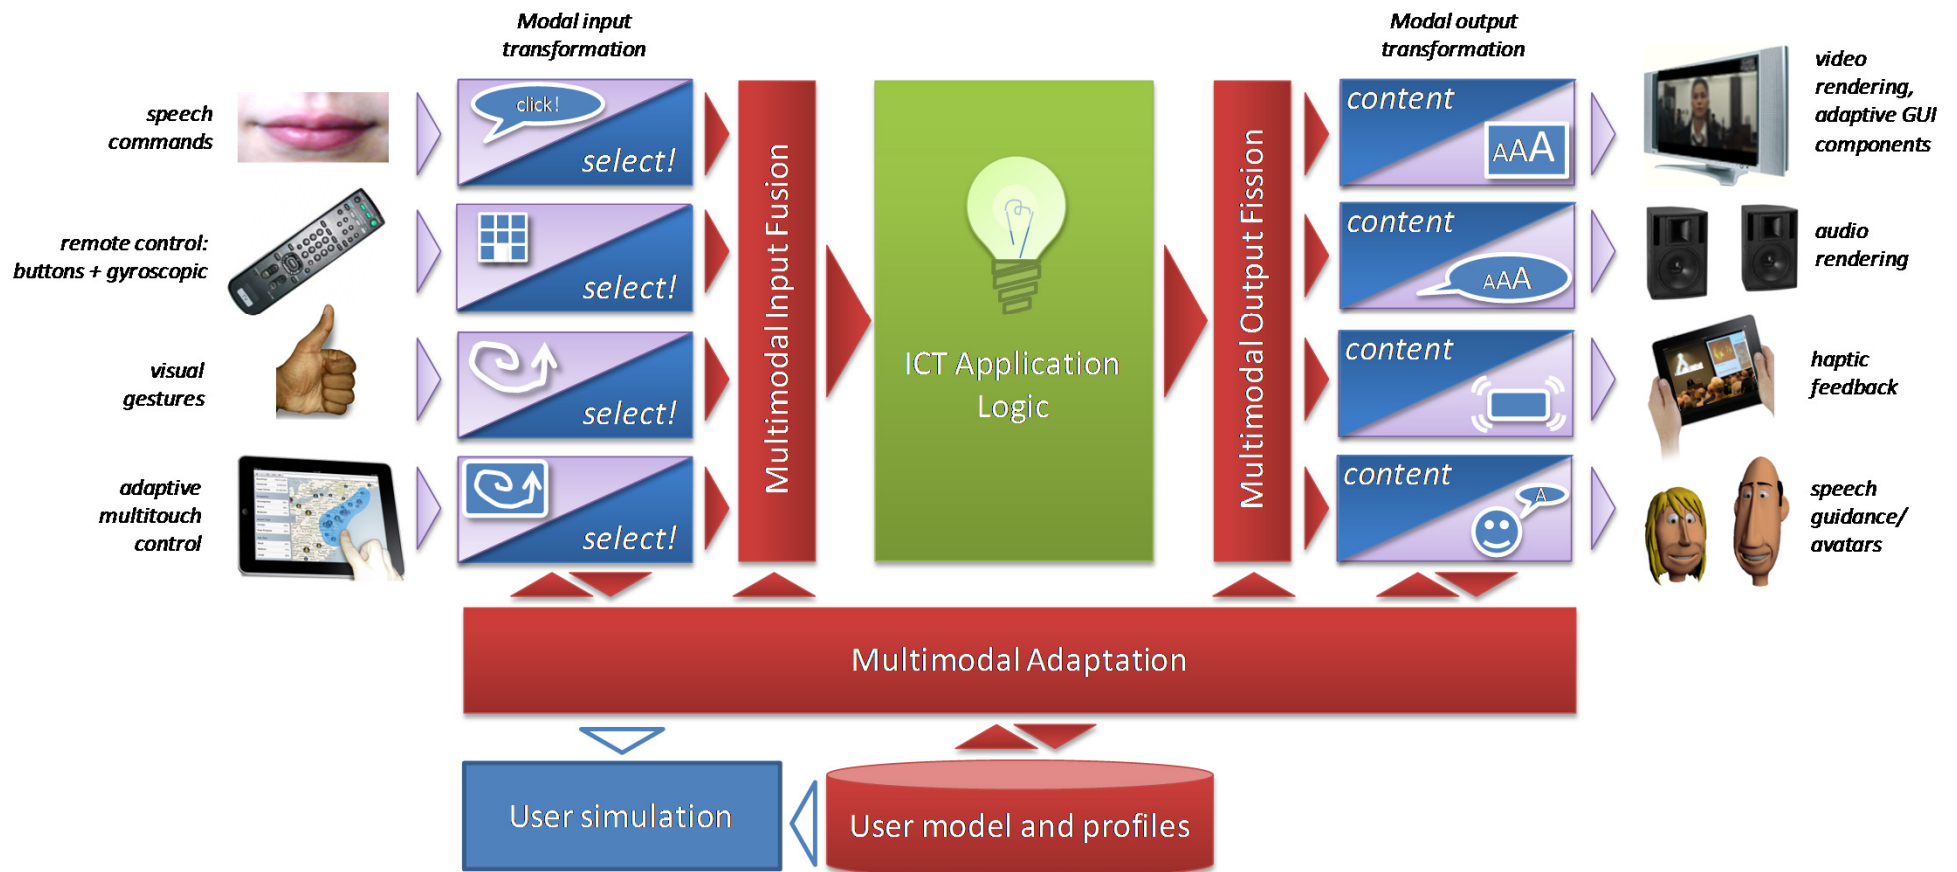 Modal input
transformation
Modal output
transformation
speech
commands
click!
select!
remote control:
buttons + gyroscopic
select!
visual
gestures
select!
adaptive
multitouch
control
select!
Multimodal Input Fusion
ICT Application
Logic
Multimodal Output Fission
content
AAA
video
rendering,
adaptive GUI
components
content
AAA
audio
rendering
content
haptic
feedback
content
A
speech
guidance/
avatars
Multimodal Adaptation
User simulation
User model and profiles